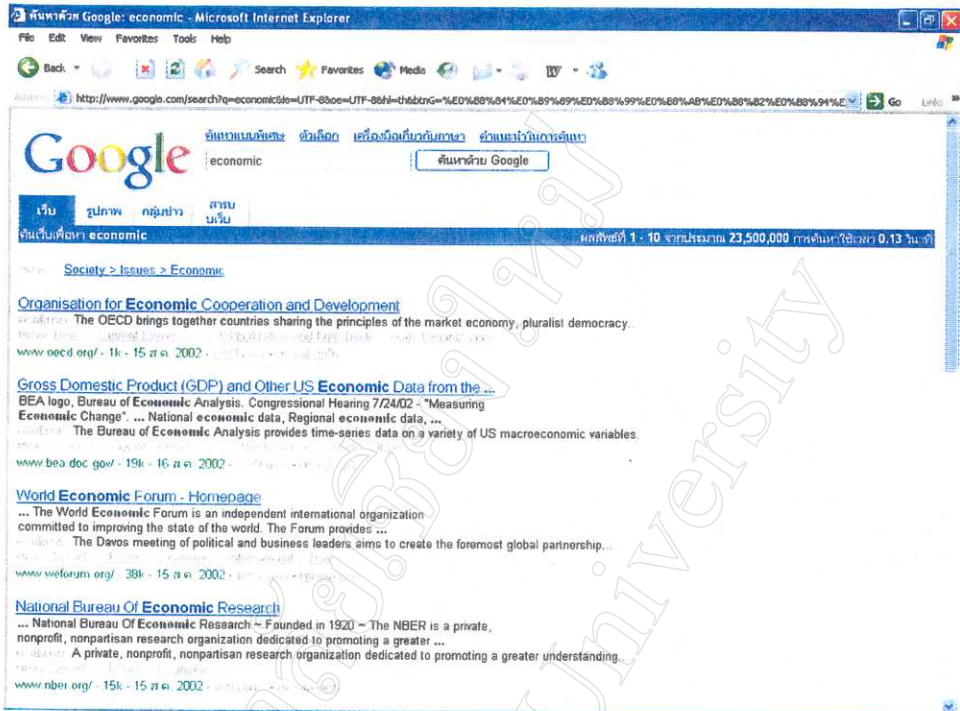 ค้นหาด้วย Google: economic - Microsoft Internet Explorer
File Edit View Favorites Tools Help
Back Search Favorites Media
http://www.google.com/search?q=economic&ie=UTF-8&oe=UTF-8&hl=th&btnG=%E0%B8%84%E0%B9%89%E0%B8%99%E0%B8%AB%E0%B8%B2%E0%B8%94%E Go Links
ค้นหาแบบพิเศษ ตัวเลือก เครื่องมือเกี่ยวกับภาษา คำแนะนำในการค้นหา
Google economic ค้นหาด้วย Google
เว็บ รูปภาพ กลุ่มข่าว สารบนเว็บ
ค้นเว็บเพื่อหา economic ผลลัพธ์ที่ 1 - 10 จากประมาณ 23,500,000 การค้นหาใช้เวลา 0.13 วินาที
Society > Issues > Economic
Organisation for Economic Cooperation and Development
The OECD brings together countries sharing the principles of the market economy, pluralist democracy..
www.oecd.org/ - 1k - 15 ส.ค. 2002 -
Gross Domestic Product (GDP) and Other US Economic Data from the ...
BEA logo, Bureau of Economic Analysis. Congressional Hearing 7/24/02 - "Measuring
Economic Change". ... National economic data, Regional economic data, ...
The Bureau of Economic Analysis provides time-series data on a variety of US macroeconomic variables.
www.bea.doc.gov/ - 19k - 16 ส.ค. 2002 -
World Economic Forum - Homepage
... The World Economic Forum is an independent international organization
committed to improving the state of the world. The Forum provides ...
The Davos meeting of political and business leaders aims to create the foremost global partnership...
www.weforum.org/ - 38k - 15 ส.ค. 2002 -
National Bureau Of Economic Research
... National Bureau Of Economic Research ~ Founded in 1920 ~ The NBER is a private,
nonprofit, nonpartisan research organization dedicated to promoting a greater ...
A private, nonprofit, nonpartisan research organization dedicated to promoting a greater understanding..
www.nber.org/ - 15k - 15 ส.ค. 2002 -